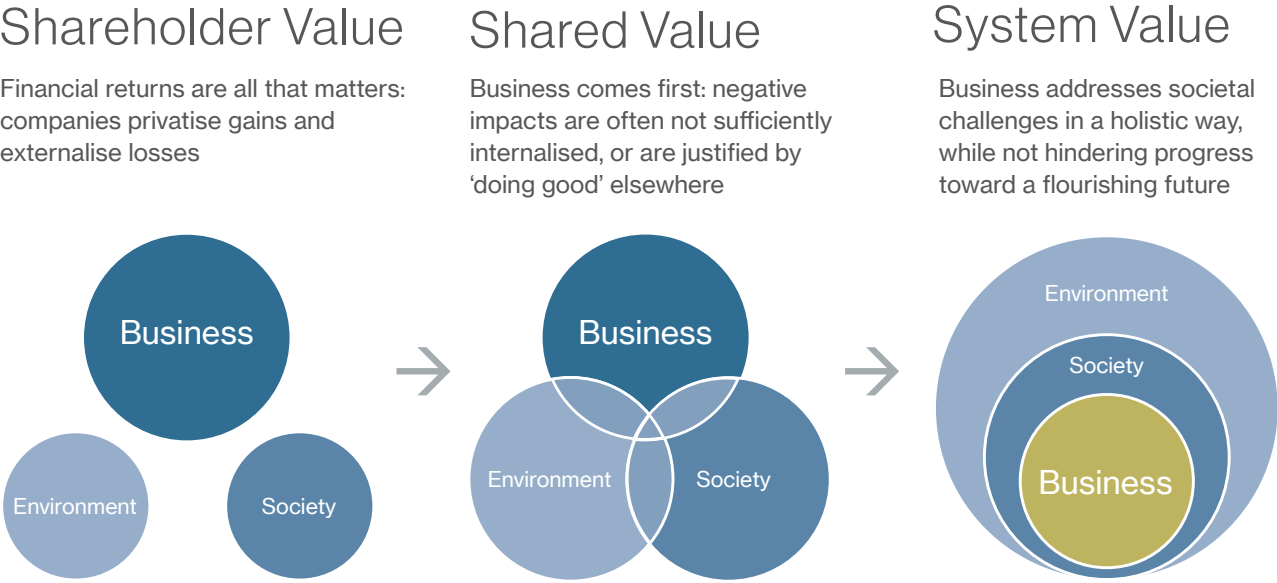 Shareholder Value
Financial returns are all that matters:
companies privatise gains and
externalise losses
Business
Environment
Society
Shared Value
Business comes first: negative
impacts are often not sufficiently
internalised, or are justified by
‘doing good’ elsewhere
Business
Environment
Society
System Value
Business addresses societal
challenges in a holistic way,
while not hindering progress
toward a flourishing future
Environment
Society
Business